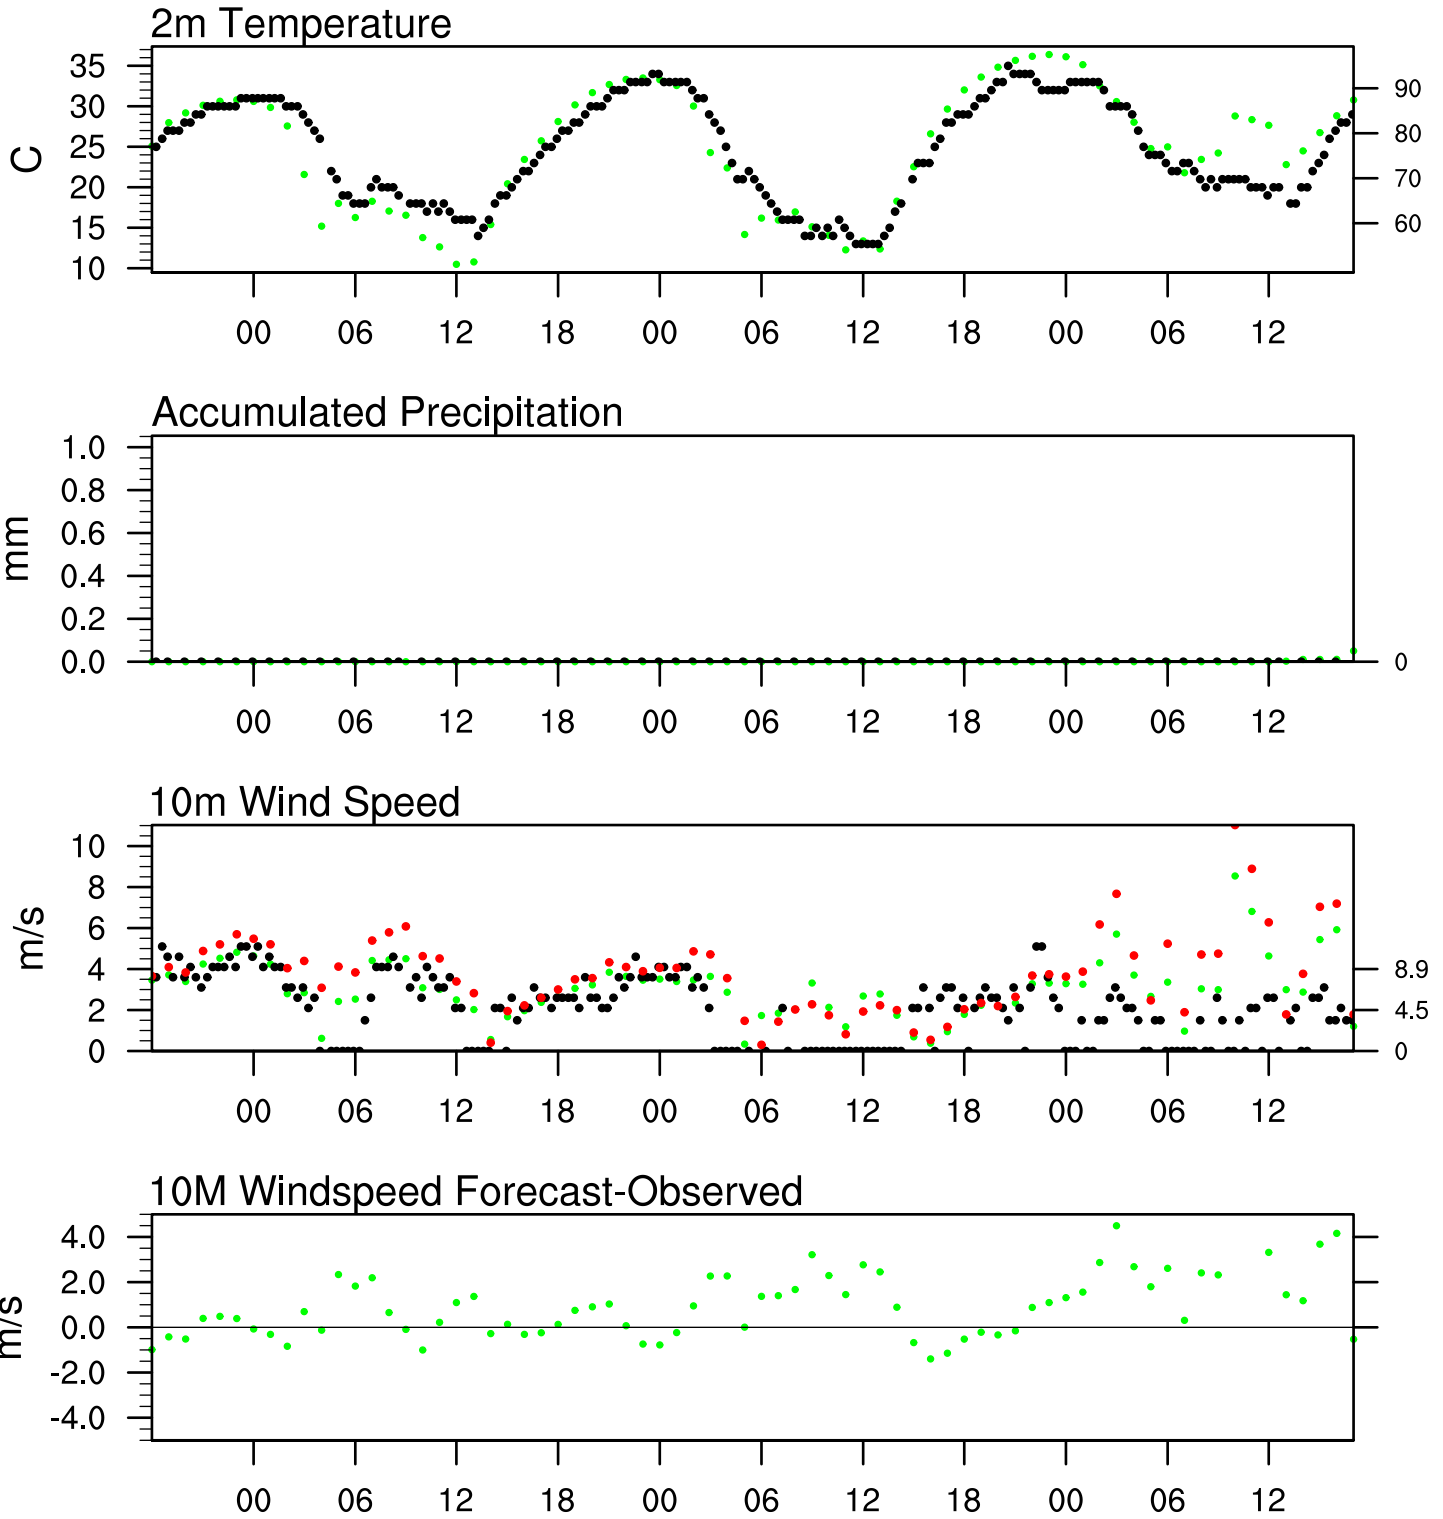 2m Temperature
35
30
25
20
15
10
C
90
80
70
60
00 06 12 18 00 06 12 18 00 06 12
Accumulated Precipitation
1.0
0.8
0.6
0.4
0.2
0.0
mm
0
00 06 12 18 00 06 12 18 00 06 12
10m Wind Speed
10
8
6
4
2
0
m/s
8.9
4.5
0
00 06 12 18 00 06 12 18 00 06 12
10M Windspeed Forecast-Observed
4.0
2.0
0.0
-2.0
-4.0
m/s
00 06 12 18 00 06 12 18 00 06 12